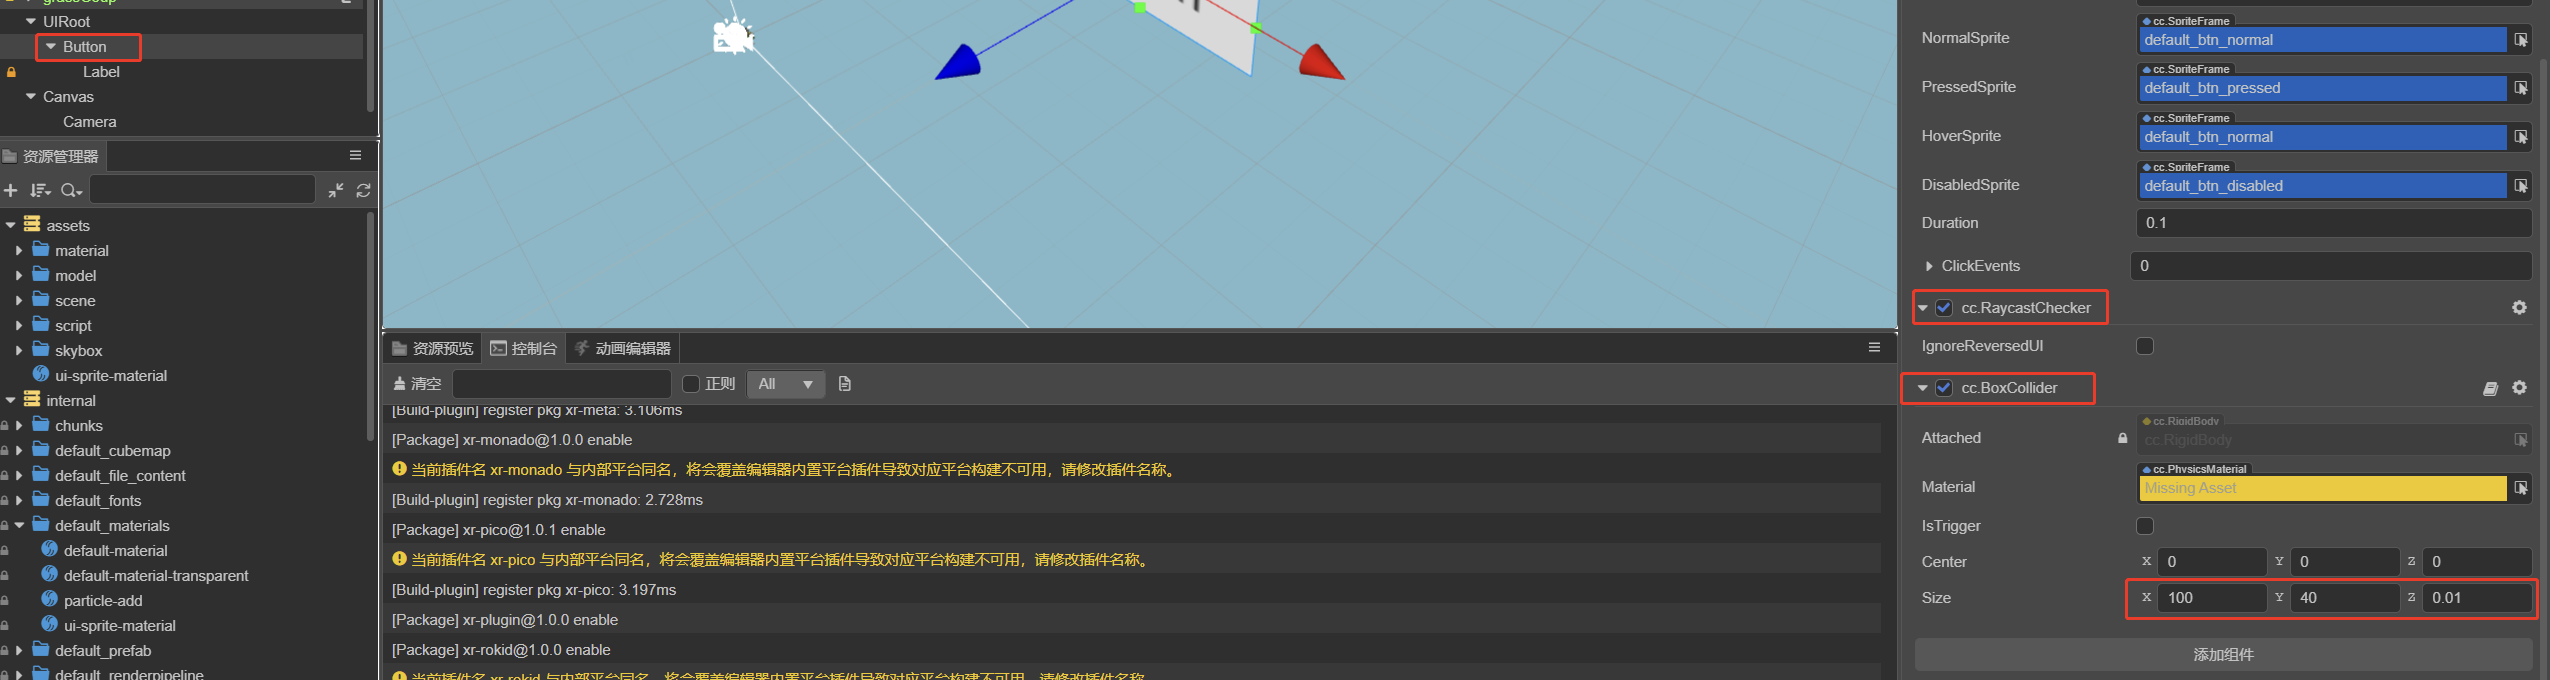 grassCoup
UIRoot
Button
Label
Canvas
Camera
资源管理器
assets
material
model
scene
script
skybox
ui-sprite-material
internal
chunks
default_cubemap
default_file_content
default_fonts
default_materials
default-material
default-material-transparent
particle-add
ui-sprite-material
default_prefab
default_renderpipeline
资源预览 控制台 动画编辑器
清空 正则 All
[Build-plugin] register pkg xr-meta: 3.106ms
[Package] xr-monado@1.0.0 enable
当前插件名 xr-monado 与内部平台同名，将会覆盖编辑器内置平台插件导致对应平台构建不可用，请修改插件名称。
[Build-plugin] register pkg xr-monado: 2.728ms
[Package] xr-pico@1.0.1 enable
当前插件名 xr-pico 与内部平台同名，将会覆盖编辑器内置平台插件导致对应平台构建不可用，请修改插件名称。
[Build-plugin] register pkg xr-pico: 3.197ms
[Package] xr-plugin@1.0.0 enable
[Package] xr-rokid@1.0.0 enable
当前插件名 xr-rokid 与内部平台同名，将会覆盖编辑器内置平台插件导致对应平台构建不可用，请修改插件名称。
cc.SpriteFrame
NormalSprite default_btn_normal
cc.SpriteFrame
PressedSprite default_btn_pressed
cc.SpriteFrame
HoverSprite default_btn_normal
cc.SpriteFrame
DisabledSprite default_btn_disabled
Duration 0.1
ClickEvents 0
cc.RaycastChecker
IgnoreReversedUI
cc.BoxCollider
cc.RigidBody
Attached cc.RigidBody
cc.PhysicsMaterial
Material Missing Asset
IsTrigger
Center X 0 Y 0 Z 0
Size X 100 Y 40 Z 0.01
添加组件